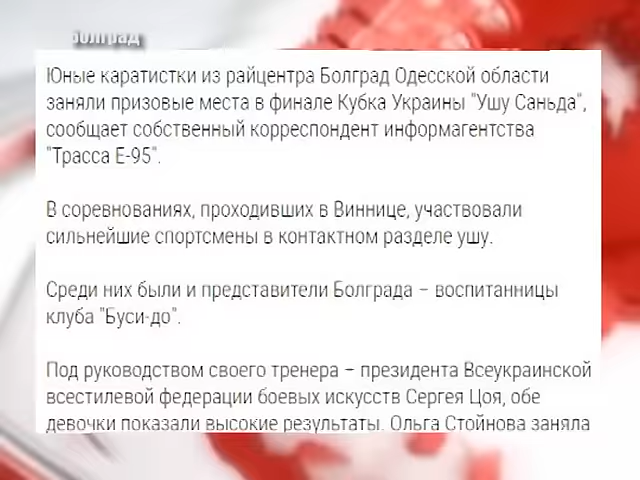 Болград
Юные каратистки из райцентра Болград Одесской области
заняли призовые места в финале Кубка Украины "Ушу Саньда",
сообщает собственный корреспондент информагентства
"Трасса Е-95".
В соревнованиях, проходивших в Виннице, участвовали
сильнейшие спортсмены в контактном разделе ушу.
Среди них были и представители Болграда – воспитанницы
клуба "Буси-до".
Под руководством своего тренера – президента Всеукраинской
всестилевой федерации боевых искусств Сергея Цоя, обе
девочки показали высокие результаты. Ольга Стойнова заняла